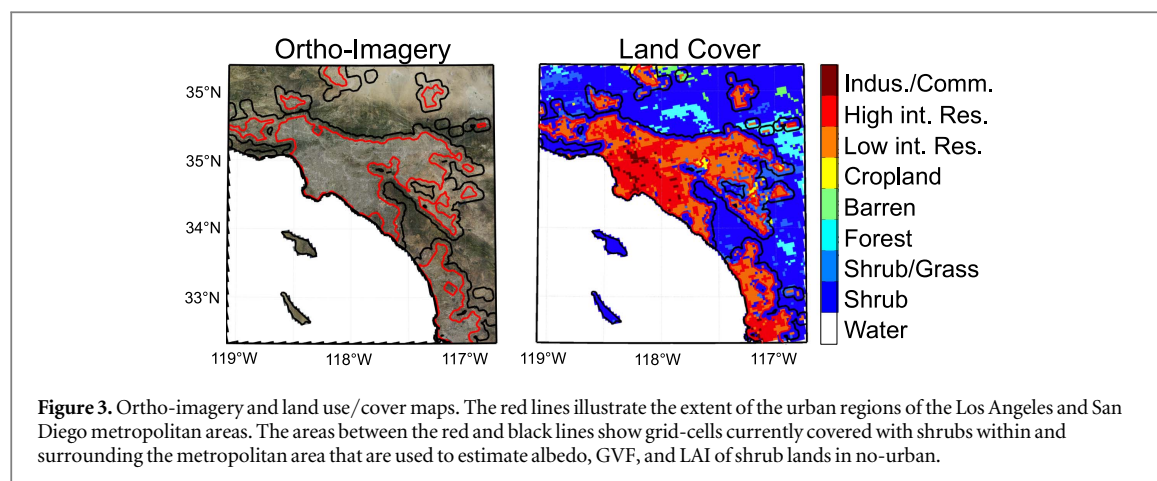 Ortho-Imagery
Land Cover
35°N
35°N
34°N
33°N
119°W
118°W
117°W
119°W
118°W
117°W
Indus./Comm.
High int. Res.
Low int. Res.
Cropland
Barren
Forest
Shrub/Grass
Shrub
Water
Figure 3. Ortho-imagery and land use/cover maps. The red lines illustrate the extent of the urban regions of the Los Angeles and San
Diego metropolitan areas. The areas between the red and black lines show grid-cells currently covered with shrubs within and
surrounding the metropolitan area that are used to estimate albedo, GVF, and LAI of shrub lands in no-urban.